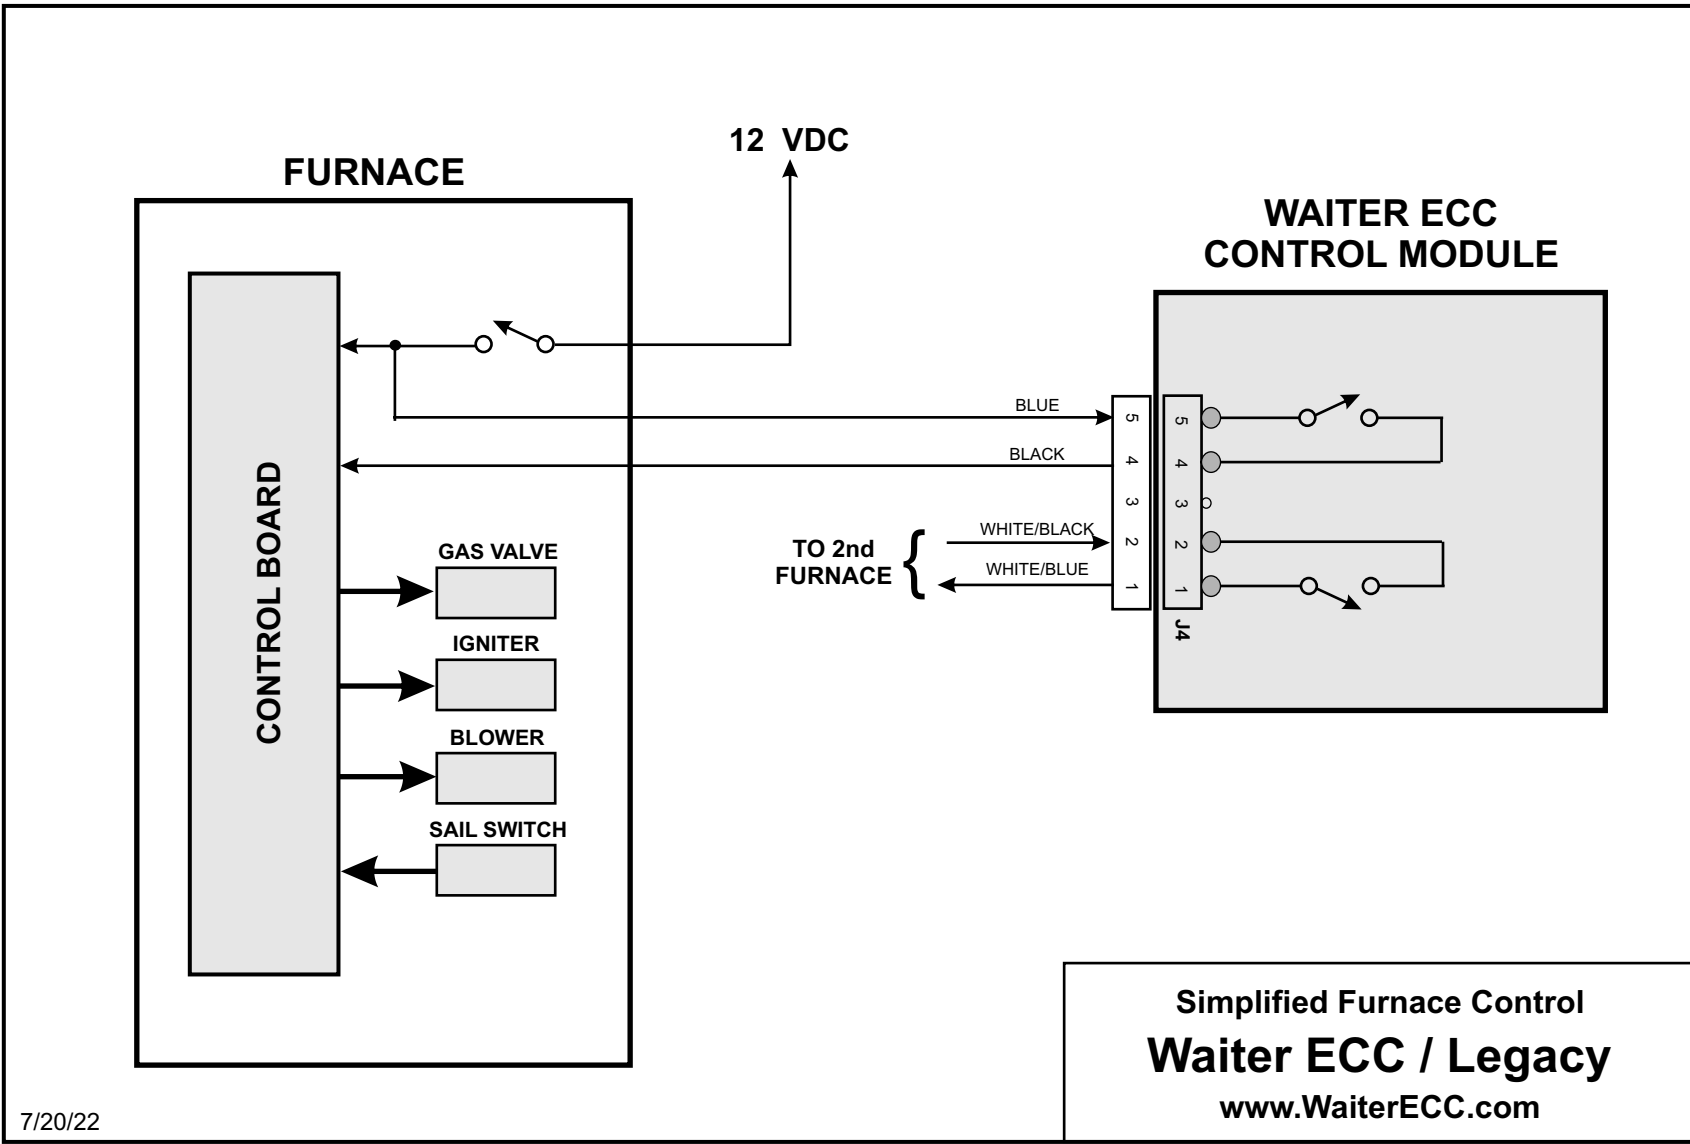 12 VDC
FURNACE
WAITER ECC
CONTROL MODULE
BLUE
BLACK
5
4
3
2
1
5
4
3
2
1
J4
WHITE/BLACK
WHITE/BLUE
TO 2nd
FURNACE
CONTROL BOARD
GAS VALVE
IGNITER
BLOWER
SAIL SWITCH
Simplified Furnace Control
Waiter ECC / Legacy
www.WaiterECC.com
7/20/22